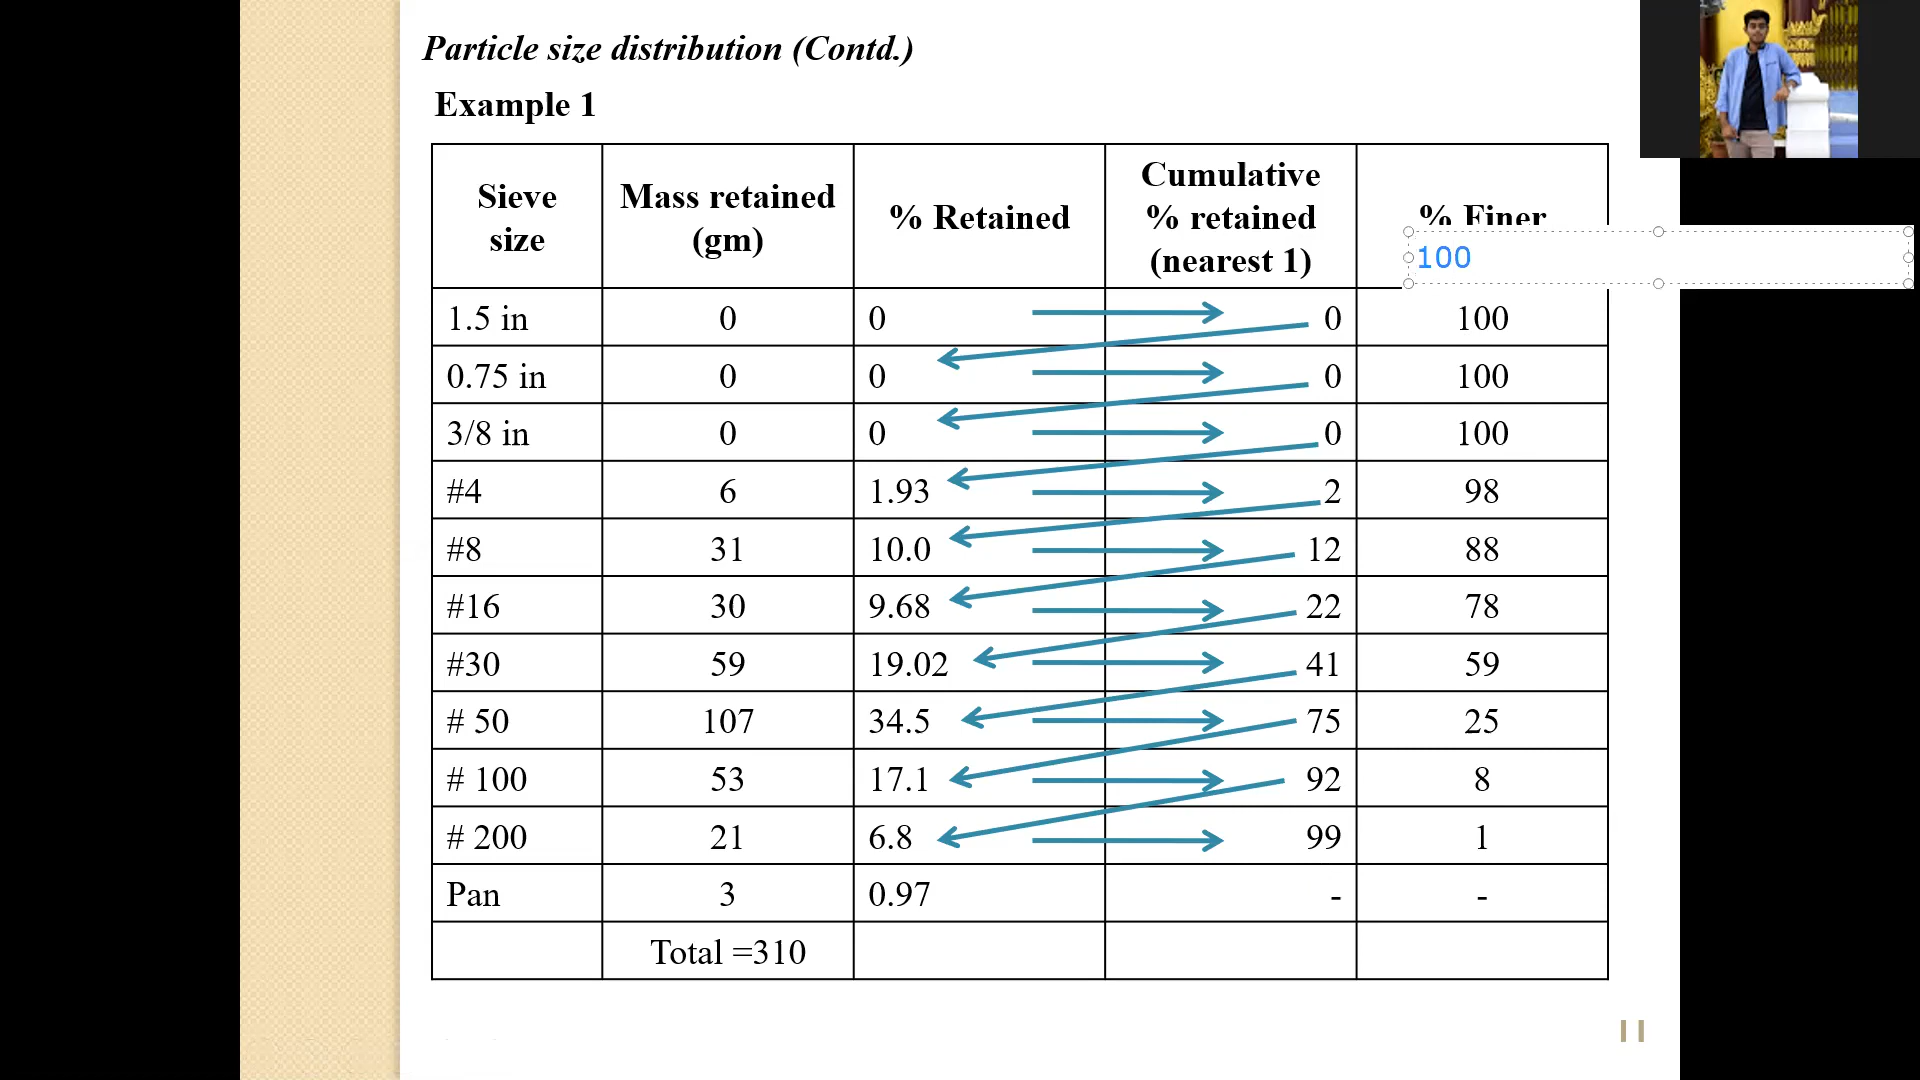 Particle size distribution (Contd.)
Example 1
Sieve size Mass retained (gm) % Retained Cumulative % retained (nearest 1) % Finer
100
1.5 in 0 0 0 100
0.75 in 0 0 0 100
3/8 in 0 0 0 100
#4 6 1.93 2 98
#8 31 10.0 12 88
#16 30 9.68 22 78
#30 59 19.02 41 59
# 50 107 34.5 75 25
# 100 53 17.1 92 8
# 200 21 6.8 99 1
Pan 3 0.97 - -
Total =310
11